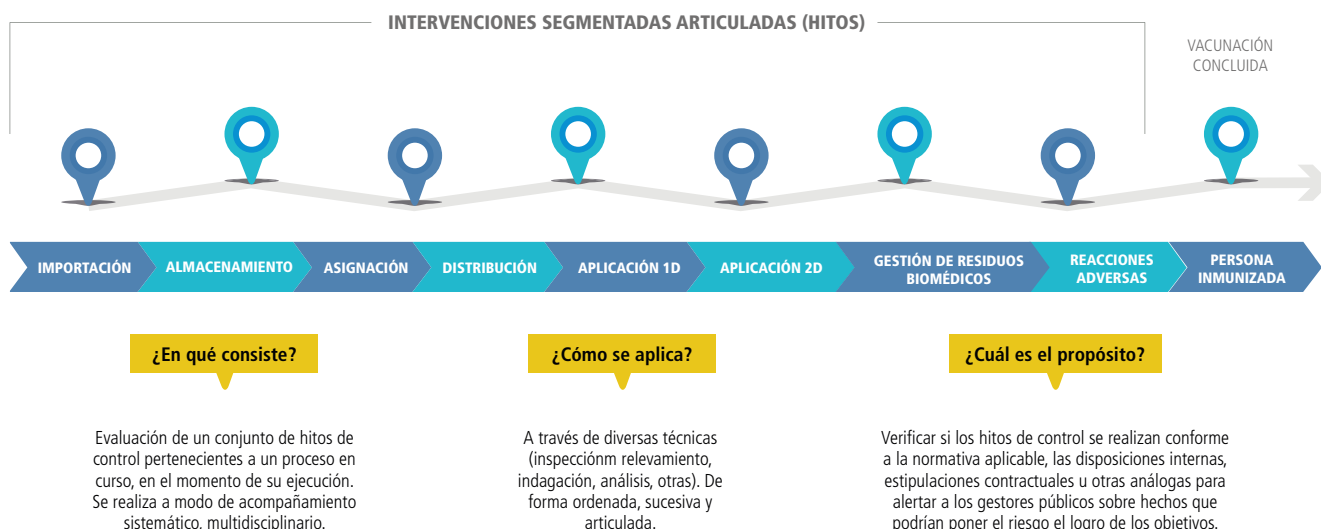 INTERVENCIONES SEGMENTADAS ARTICULADAS (HITOS)
VACUNACIÓN
CONCLUIDA
IMPORTACIÓN
ALMACENAMIENTO
ASIGNACIÓN
DISTRIBUCIÓN
APLICACIÓN 1D
APLICACIÓN 2D
GESTIÓN DE RESIDUOS
BIOMÉDICOS
REACCIONES
ADVERSAS
PERSONA
INMUNIZADA
¿En qué consiste?
Evaluación de un conjunto de hitos de
control pertenecientes a un proceso en
curso, en el momento de su ejecución.
Se realiza a modo de acompañamiento
sistemático, multidisciplinario.
¿Cómo se aplica?
A través de diversas técnicas
(inspecciónm relevamiento,
indagación, análisis, otras). De
forma ordenada, sucesiva y
articulada.
¿Cuál es el propósito?
Verificar si los hitos de control se realizan conforme
a la normativa aplicable, las disposiciones internas,
estipulaciones contractuales u otras análogas para
alertar a los gestores públicos sobre hechos que
podrían poner el riesgo el logro de los objetivos.